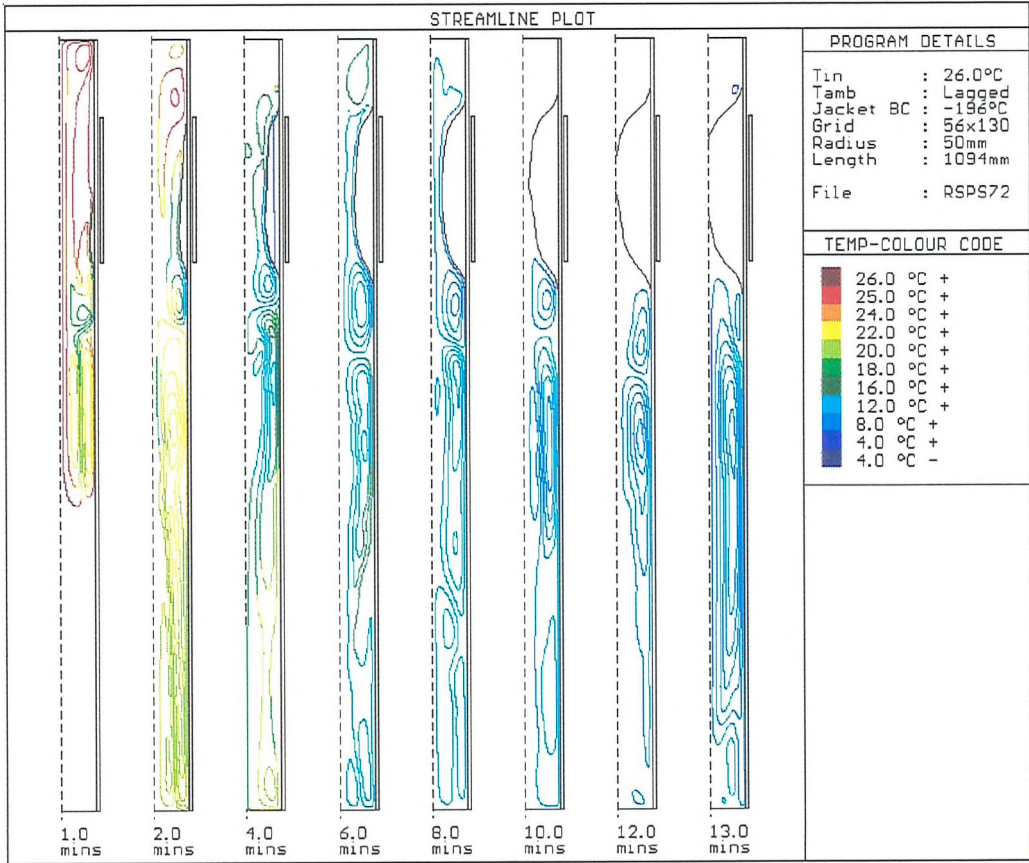 STREAMLINE PLOT
PROGRAM DETAILS
Tin : 26.0°C
Tamb : Lagged
Jacket BC : -196°C
Grid : 56x130
Radius : 50mm
Length : 1094mm
File : RSPS72
TEMP-COLOUR CODE
26.0 °C +
25.0 °C +
24.0 °C +
22.0 °C +
20.0 °C +
18.0 °C +
16.0 °C +
12.0 °C +
8.0 °C +
4.0 °C +
4.0 °C -
1.0 mins
2.0 mins
4.0 mins
6.0 mins
8.0 mins
10.0 mins
12.0 mins
13.0 mins